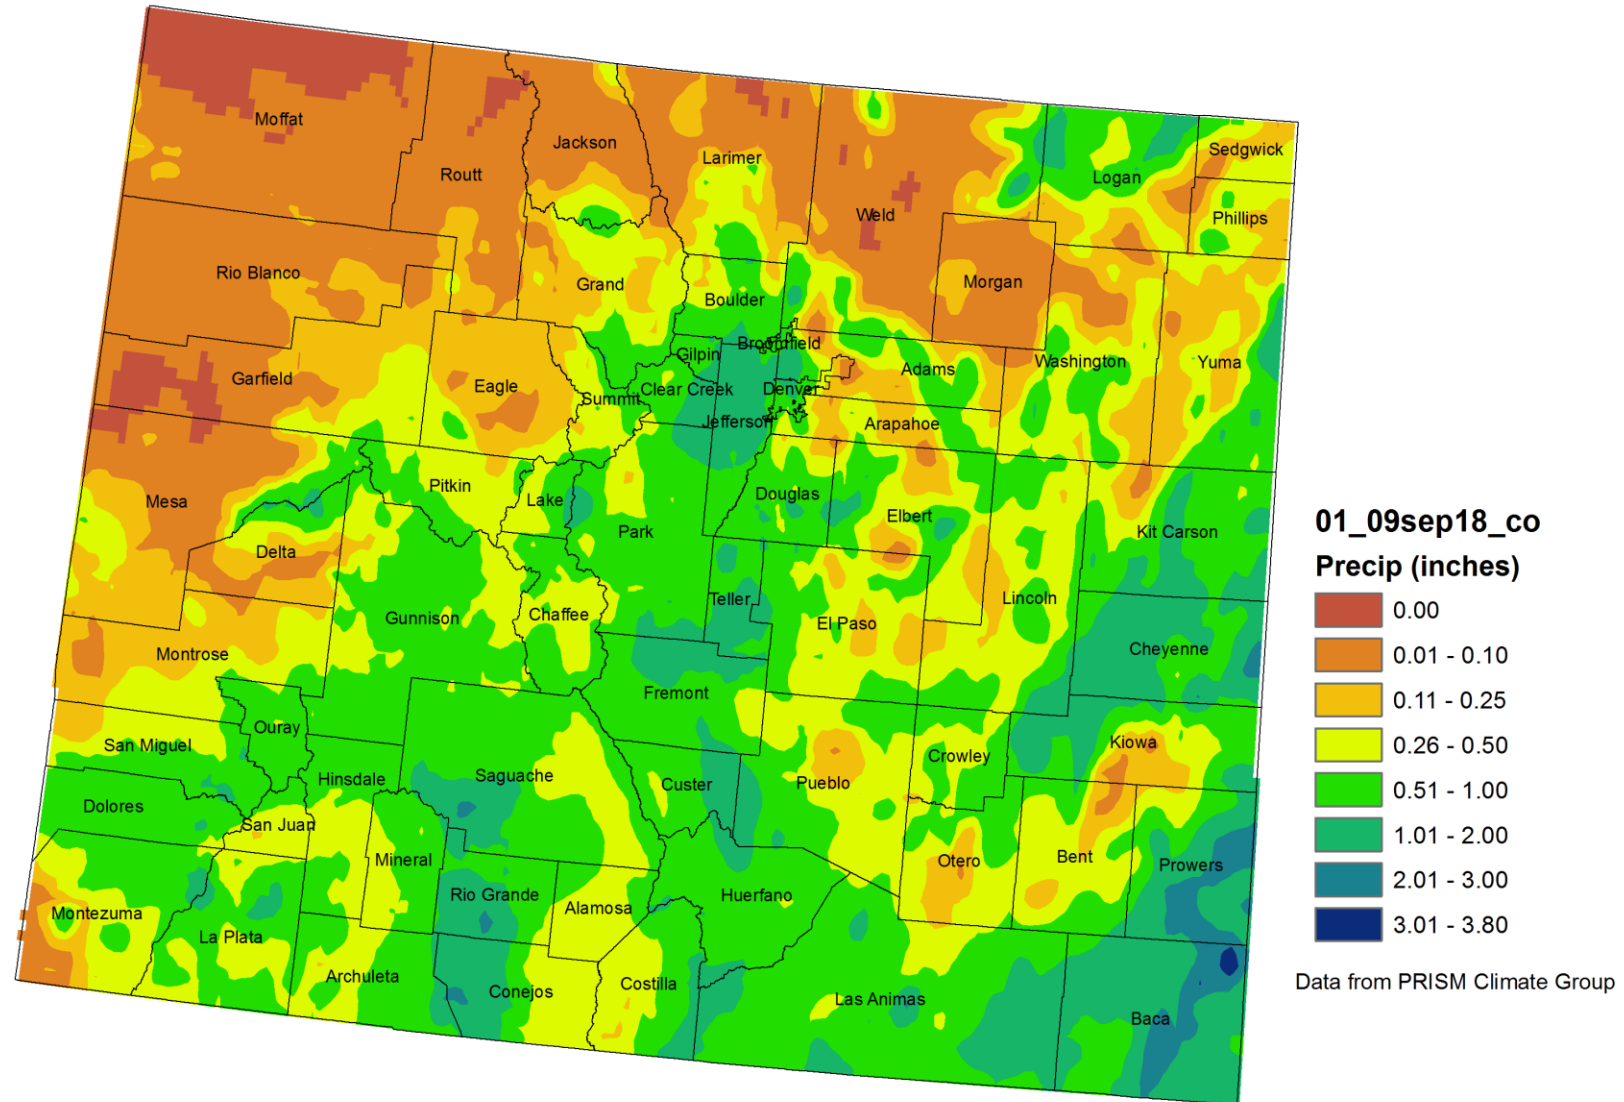 Moffat
Routt
Jackson
Larimer
Weld
Logan
Sedgwick
Phillips
Rio Blanco
Grand
Boulder
Morgan
Broomfield
Gilpin
Garfield
Eagle
Summit
Clear Creek
Denver
Jefferson
Adams
Arapahoe
Washington
Yuma
Mesa
Pitkin
Lake
Park
Douglas
Elbert
Kit Carson
Delta
Gunnison
Chaffee
Teller
El Paso
Lincoln
Cheyenne
Montrose
Fremont
Ouray
San Miguel
Hinsdale
Saguache
Custer
Pueblo
Crowley
Kiowa
Dolores
San Juan
Mineral
Rio Grande
Alamosa
Huerfano
Otero
Bent
Prowers
Montezuma
La Plata
Archuleta
Conejos
Costilla
Las Animas
Baca
01_09sep18_co
Precip (inches)
0.00
0.01 - 0.10
0.11 - 0.25
0.26 - 0.50
0.51 - 1.00
1.01 - 2.00
2.01 - 3.00
3.01 - 3.80
Data from PRISM Climate Group